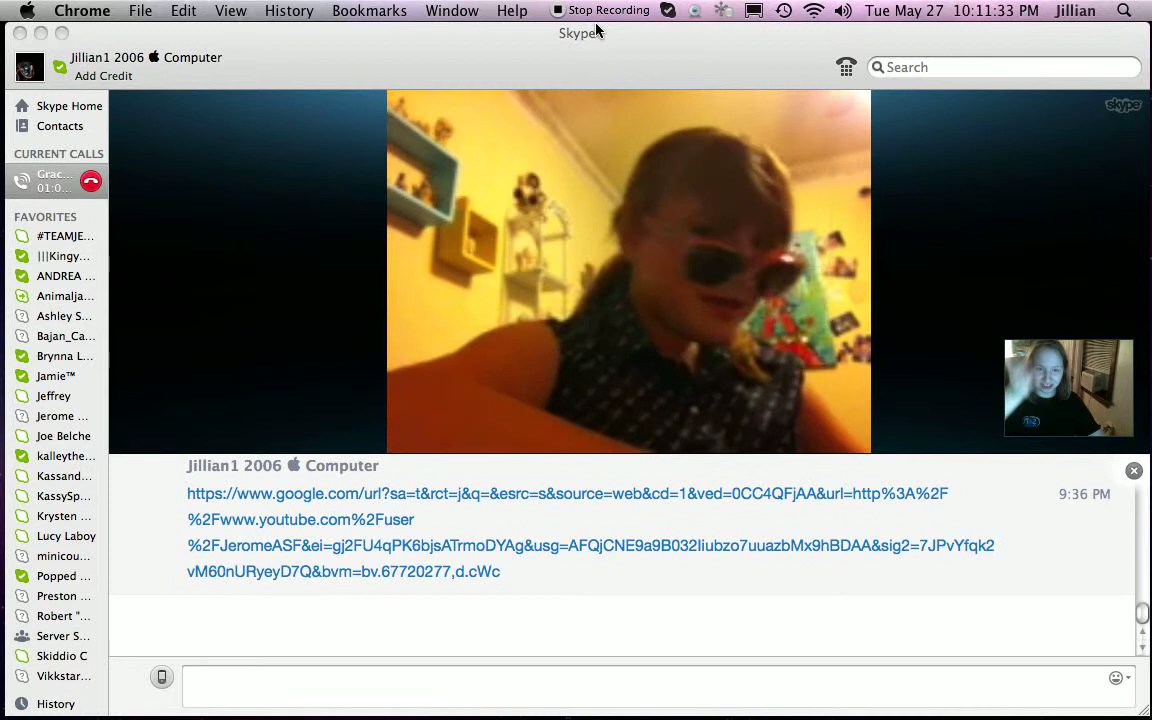 Chrome File Edit View History Bookmarks Window Help Stop Recording Tue May 27 10:11:33 PM Jillian
Skype
Jillian1 2006 Computer
Add Credit
Search
Skype Home
Contacts
CURRENT CALLS
Grac...
01:0...
FAVORITES
#TEAMJE...
|||Kingy...
ANDREA ...
Animalja...
Ashley S...
Bajan_Ca...
Brynna L...
Jamie™
Jeffrey
Jerome ...
Joe Belche
kalleythe...
Kassand...
KassySp...
Krysten ...
Lucy Laboy
minicou...
Popped ...
Preston ...
Robert "...
Server S...
Skiddio C
Vikkstar...
History
skype
Jillian1 2006 Computer
https://www.google.com/url?sa=t&rct=j&q=&esrc=s&source=web&cd=1&ved=0CC4QFjAA&url=http%3A%2F 9:36 PM
%2Fwww.youtube.com%2Fuser
%2FJeromeASF&ei=gj2FU4qPK6bjsATrmoDYAg&usg=AFQjCNE9a9B032Iiubzo7uuazbMx9hBDAA&sig2=7JPvYfqk2
vM60nURyeyD7Q&bvm=bv.67720277,d.cWc